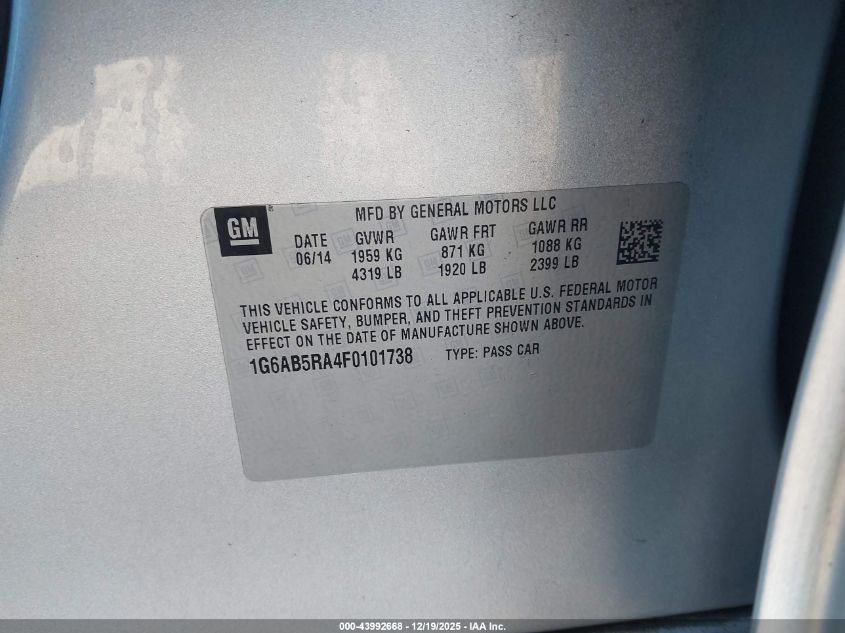 GM
®
MFD BY GENERAL MOTORS LLC
DATE GVWR GAWR FRT GAWR RR
06/14 1959 KG 871 KG 1088 KG
4319 LB 1920 LB 2399 LB
THIS VEHICLE CONFORMS TO ALL APPLICABLE U.S. FEDERAL MOTOR
VEHICLE SAFETY, BUMPER, AND THEFT PREVENTION STANDARDS IN
EFFECT ON THE DATE OF MANUFACTURE SHOWN ABOVE.
1G6AB5RA4F0101738 TYPE: PASS CAR
000-43992668 - 12/19/2025 - IAA Inc.